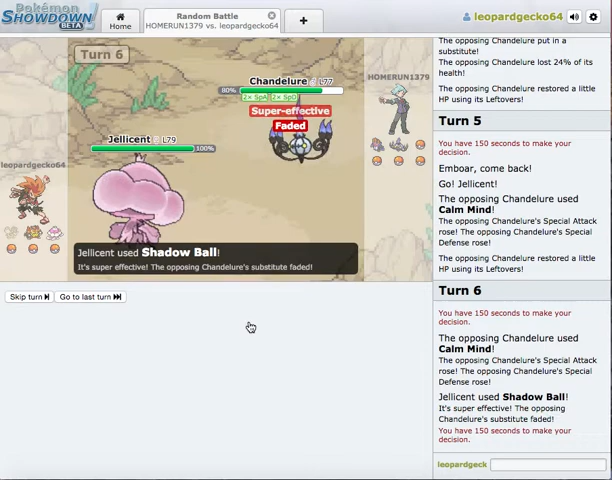 Pokémon
SHOWDOWN
BETA
Home
Random Battle
HOMERUN1379 vs. leopardgecko64
+
leopardgecko64
Turn 6
Chandelure L77
80%
2× SpA 2× SpD
Super-effective
Faded
Jellicent L79
100%
HOMERUN1379
leopardgecko64
Jellicent used Shadow Ball!
It's super effective! The opposing Chandelure's substitute faded!
Skip turn
Go to last turn
The opposing Chandelure put in a
substitute!
The opposing Chandelure lost 24% of its
health!
The opposing Chandelure restored a little
HP using its Leftovers!
Turn 5
You have 150 seconds to make your
decision.
Emboar, come back!
Go! Jellicent!
The opposing Chandelure used
Calm Mind!
The opposing Chandelure's Special Attack
rose! The opposing Chandelure's Special
Defense rose!
The opposing Chandelure restored a little
HP using its Leftovers!
Turn 6
You have 150 seconds to make your
decision.
The opposing Chandelure used
Calm Mind!
The opposing Chandelure's Special Attack
rose! The opposing Chandelure's Special
Defense rose!
Jellicent used Shadow Ball!
It's super effective! The opposing
Chandelure's substitute faded!
You have 150 seconds to make your
decision.
leopardgeck